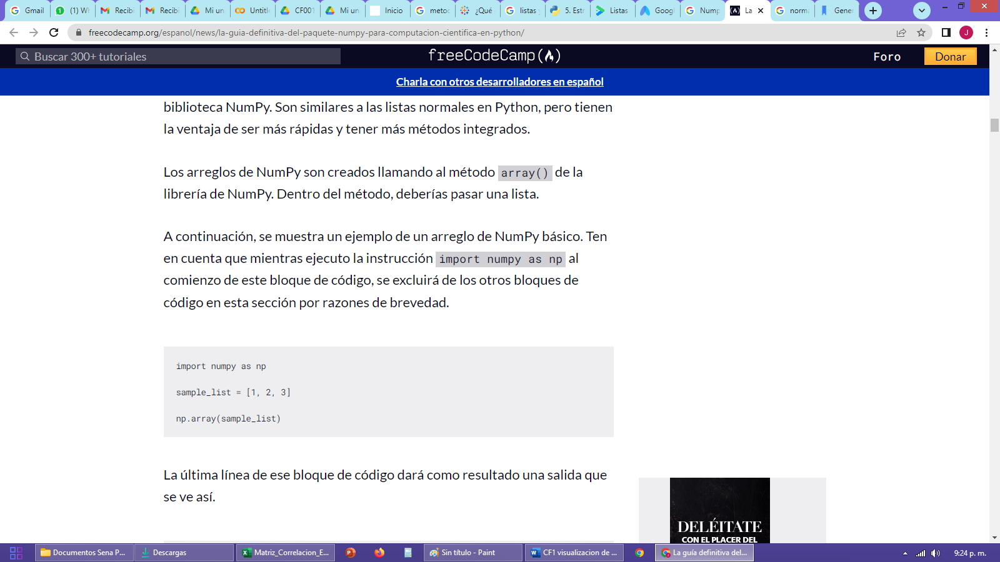 Gmail (1) Wh Recibi Recibi Mi un Untitle CF001 Mi un Inicio metoc ¿Qué listas y 5. Estr Listas Googl Nump La norma Gener
freecodecamp.org/espanol/news/la-guia-definitiva-del-paquete-numpy-para-computacion-cientifica-en-python/ J
Buscar 300+ tutoriales freeCodeCamp Foro Donar
Charla con otros desarrolladores en español
biblioteca NumPy. Son similares a las listas normales en Python, pero tienen
la ventaja de ser más rápidas y tener más métodos integrados.
Los arreglos de NumPy son creados llamando al método array() de la
librería de NumPy. Dentro del método, deberías pasar una lista.
A continuación, se muestra un ejemplo de un arreglo de NumPy básico. Ten
en cuenta que mientras ejecuto la instrucción import numpy as np al
comienzo de este bloque de código, se excluirá de los otros bloques de
código en esta sección por razones de brevedad.
import numpy as np
sample_list = [1, 2, 3]
np.array(sample_list)
La última línea de ese bloque de código dará como resultado una salida que
se ve así.
DELÉITATE
CON EL PLACER DEL
Documentos Sena P... Descargas Matriz_Correlacion_E... Sin título - Paint CF1 visualizacion de ... La guía definitiva del... 9:24 p. m.